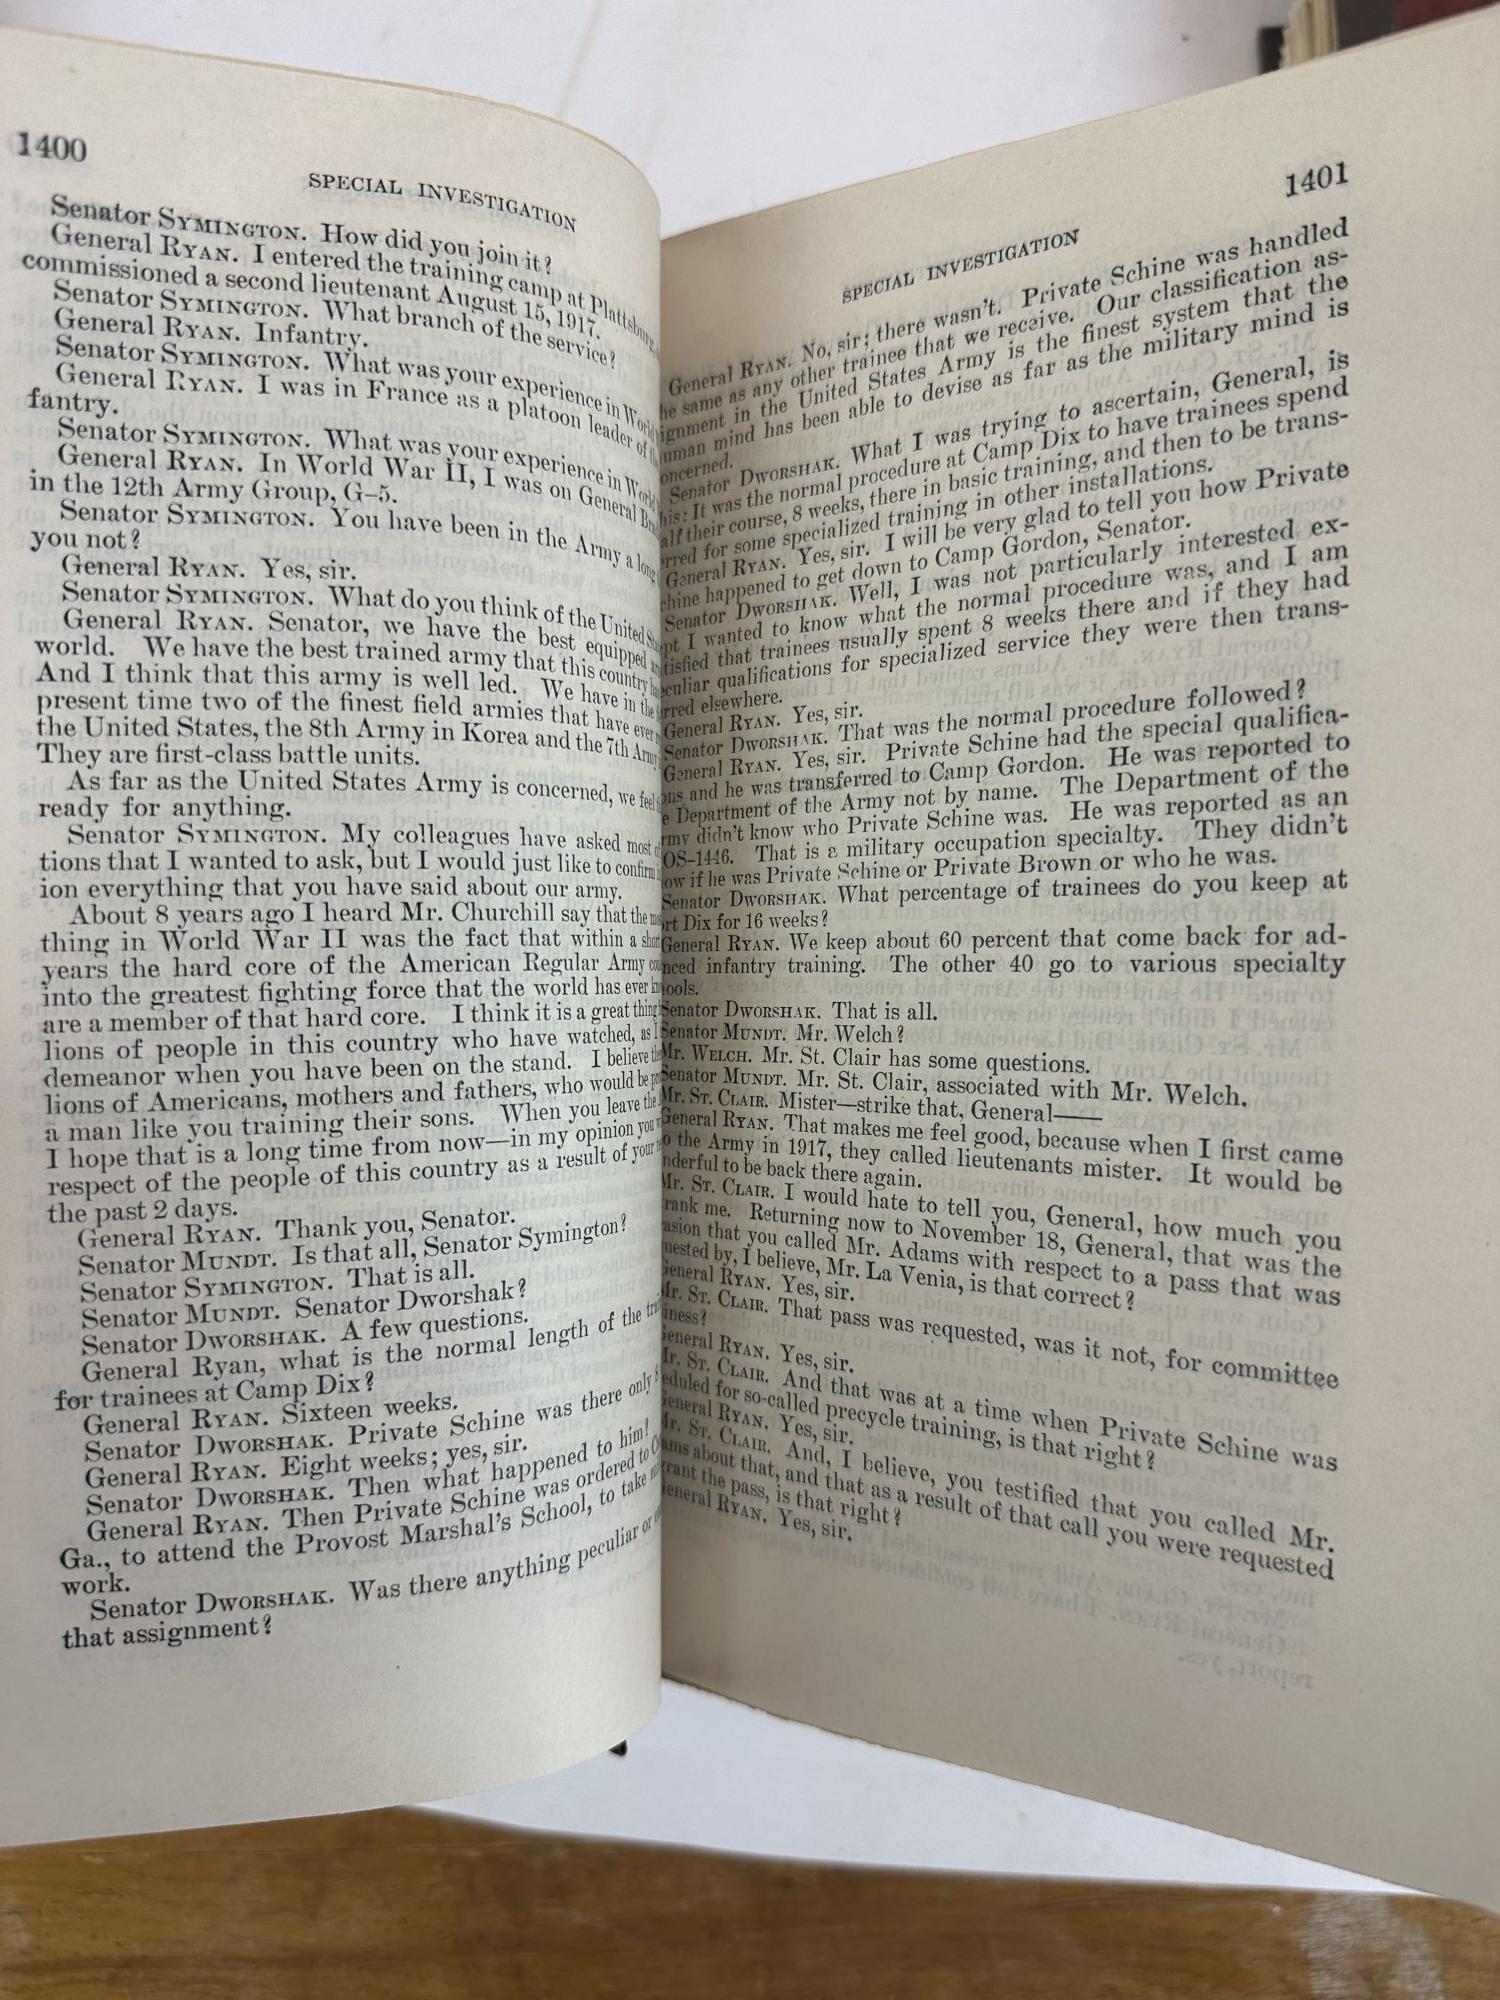 1400
SPECIAL INVESTIGATION
Senator SYMINGTON. How did you join it?
General RYAN. I entered the training camp at Plattsburg,
commissioned a second lieutenant August 15, 1917.
Senator SYMINGTON. What branch of the service?
General RYAN. Infantry.
Senator SYMINGTON. What was your experience in World
General RYAN. I was in France as a platoon leader of
fantry.
Senator SYMINGTON. What was your experience in World
General RYAN. In World War II, I was on General
in the 12th Army Group, G–5.
Senator SYMINGTON. You have been in the Army a long
you not?
General RYAN. Yes, sir.
Senator SYMINGTON. What do you think of the United
General RYAN. Senator, we have the best equipped
world. We have the best trained army that this country
And I think that this army is well led. We have in the
present time two of the finest field armies that have ever
the United States, the 8th Army in Korea and the 7th Army
They are first-class battle units.
As far as the United States Army is concerned, we feel
ready for anything.
Senator SYMINGTON. My colleagues have asked most
tions that I wanted to ask, but I would just like to confirm
ion everything that you have said about our army.
About 8 years ago I heard Mr. Churchill say that the
thing in World War II was the fact that within a short
years the hard core of the American Regular Army
into the greatest fighting force that the world has ever
are a member of that hard core. I think it is a great thing
lions of people in this country who have watched, as I
demeanor when you have been on the stand. I believe
lions of Americans, mothers and fathers, who would be
a man like you training their sons. When you leave the
I hope that is a long time from now—in my opinion you
respect of the people of this country as a result of your
the past 2 days.
General RYAN. Thank you, Senator.
Senator MUNDT. Is that all, Senator Symington?
Senator SYMINGTON. That is all.
Senator MUNDT. Senator Dworshak?
Senator DWORSHAK. A few questions.
General Ryan, what is the normal length of the
for trainees at Camp Dix?
General RYAN. Sixteen weeks.
Senator DWORSHAK. Private Schine was there only 8
General RYAN. Eight weeks; yes, sir.
Senator DWORSHAK. Then what happened to him?
General RYAN. Then Private Schine was ordered to
Ga., to attend the Provost Marshal's School, to take
work.
Senator DWORSHAK. Was there anything peculiar or
that assignment?
1401
SPECIAL INVESTIGATION
General RYAN. No, sir; there wasn't. Private Schine was handled
he same as any other trainee that we receive. Our classification as-
ignment in the United States Army is the finest system that the
uman mind has been able to devise as far as the military mind is
oncerned.
Senator DWORSHAK. What I was trying to ascertain, General, is
his: It was the normal procedure at Camp Dix to have trainees spend
alf their course, 8 weeks, there in basic training, and then to be trans-
erred for some specialized training in other installations.
General RYAN. Yes, sir. I will be very glad to tell you how Private
chine happened to get down to Camp Gordon, Senator.
Senator DWORSHAK. Well, I was not particularly interested ex-
pt I wanted to know what the normal procedure was, and I am
tisfied that trainees usually spent 8 weeks there and if they had
culiar qualifications for specialized service they were then trans-
rred elsewhere.
General RYAN. Yes, sir.
Senator DWORSHAK. That was the normal procedure followed?
General RYAN. Yes, sir. Private Schine had the special qualifica-
ons and he was transferred to Camp Gordon. He was reported to
e Department of the Army not by name. The Department of the
rmy didn't know who Private Schine was. He was reported as an
OS–1446. That is a military occupation specialty. They didn't
ow if he was Private Schine or Private Brown or who he was.
Senator DWORSHAK. What percentage of trainees do you keep at
rt Dix for 16 weeks?
General RYAN. We keep about 60 percent that come back for ad-
nced infantry training. The other 40 go to various specialty
ools.
Senator DWORSHAK. That is all.
Senator MUNDT. Mr. Welch?
Mr. WELCH. Mr. St. Clair has some questions.
Senator MUNDT. Mr. St. Clair, associated with Mr. Welch.
Mr. ST. CLAIR. Mister—strike that, General——
General RYAN. That makes me feel good, because when I first came
o the Army in 1917, they called lieutenants mister. It would be
nderful to be back there again.
Mr. ST. CLAIR. I would hate to tell you, General, how much you
rank me. Returning now to November 18, General, that was the
asion that you called Mr. Adams with respect to a pass that was
uested by, I believe, Mr. La Venia, is that correct?
General RYAN. Yes, sir.
Mr. ST. CLAIR. That pass was requested, was it not, for committee
iness?
General RYAN. Yes, sir.
Mr. ST. CLAIR. And that was at a time when Private Schine was
eduled for so-called precycle training, is that right?
General RYAN. Yes, sir.
Mr. ST. CLAIR. And, I believe, you testified that you called Mr.
ams about that, and that as a result of that call you were requested
rant the pass, is that right?
General RYAN. Yes, sir.